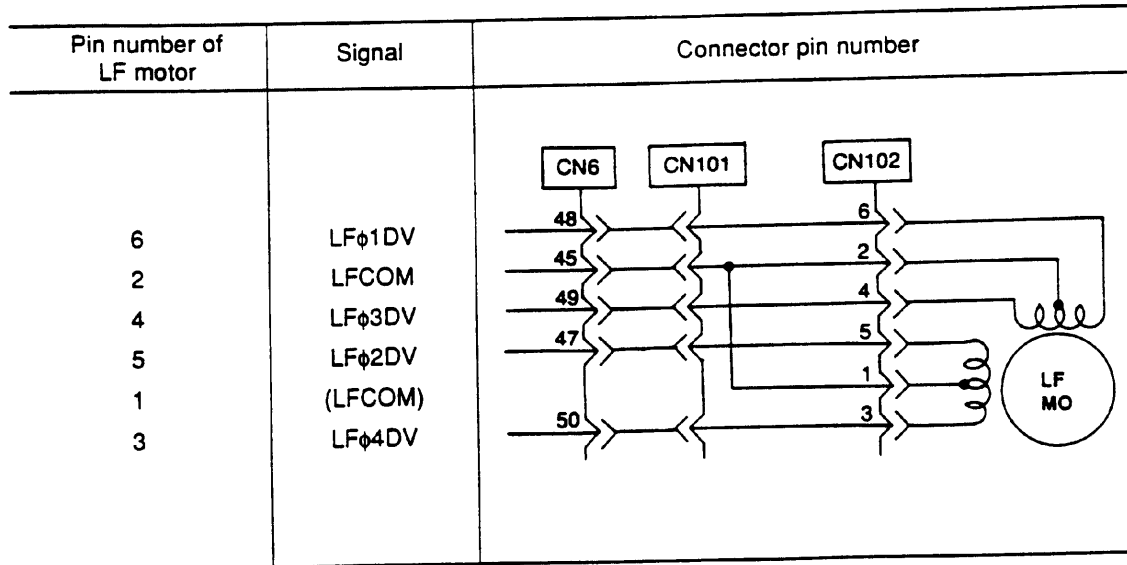 Pin number of
LF motor
Signal
Connector pin number
CN6 CN101 CN102
6 LFφ1DV 48 6
2 LFCOM 45 2
4 LFφ3DV 49 4
5 LFφ2DV 47 5
1 (LFCOM) 1
3 LFφ4DV 50 3
LF
MO